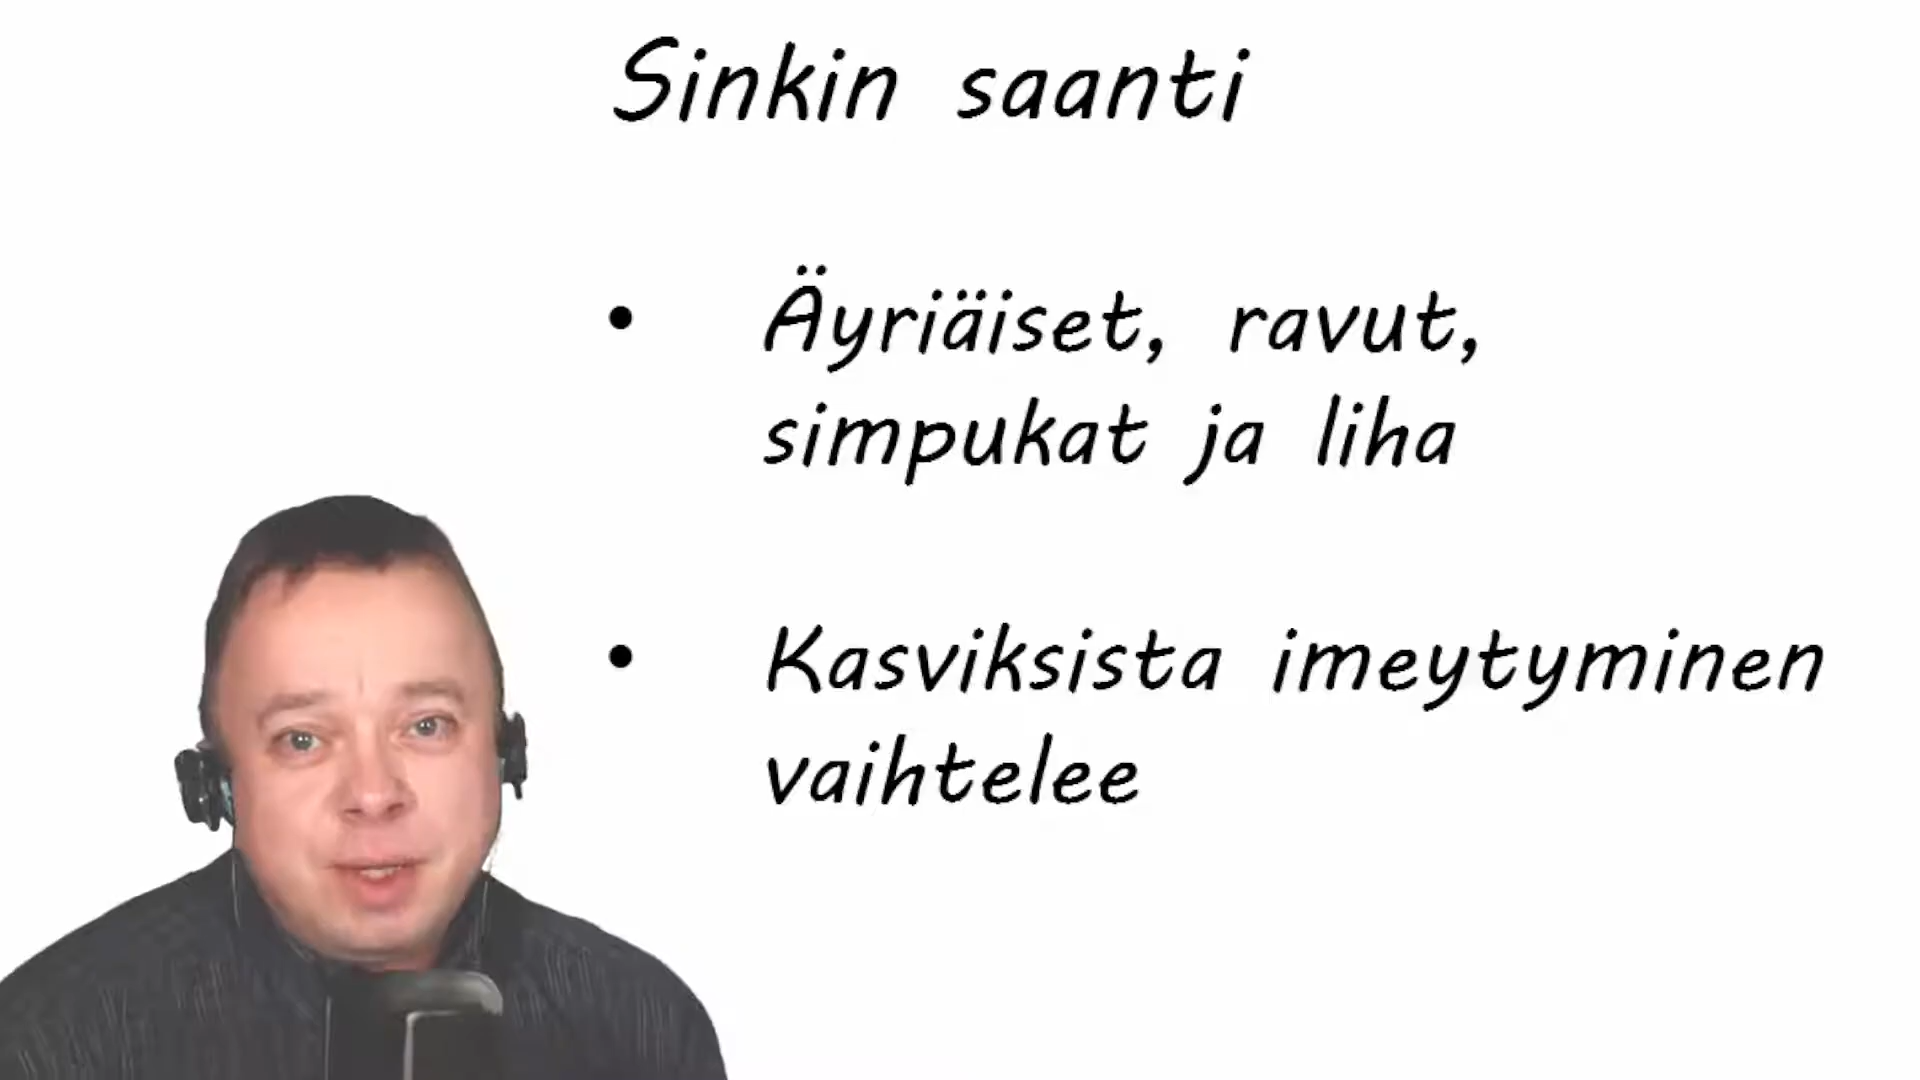 Sinkin saanti
• Äyriäiset, ravut,
simpukat ja liha
• Kasviksista imeytyminen
vaihtelee